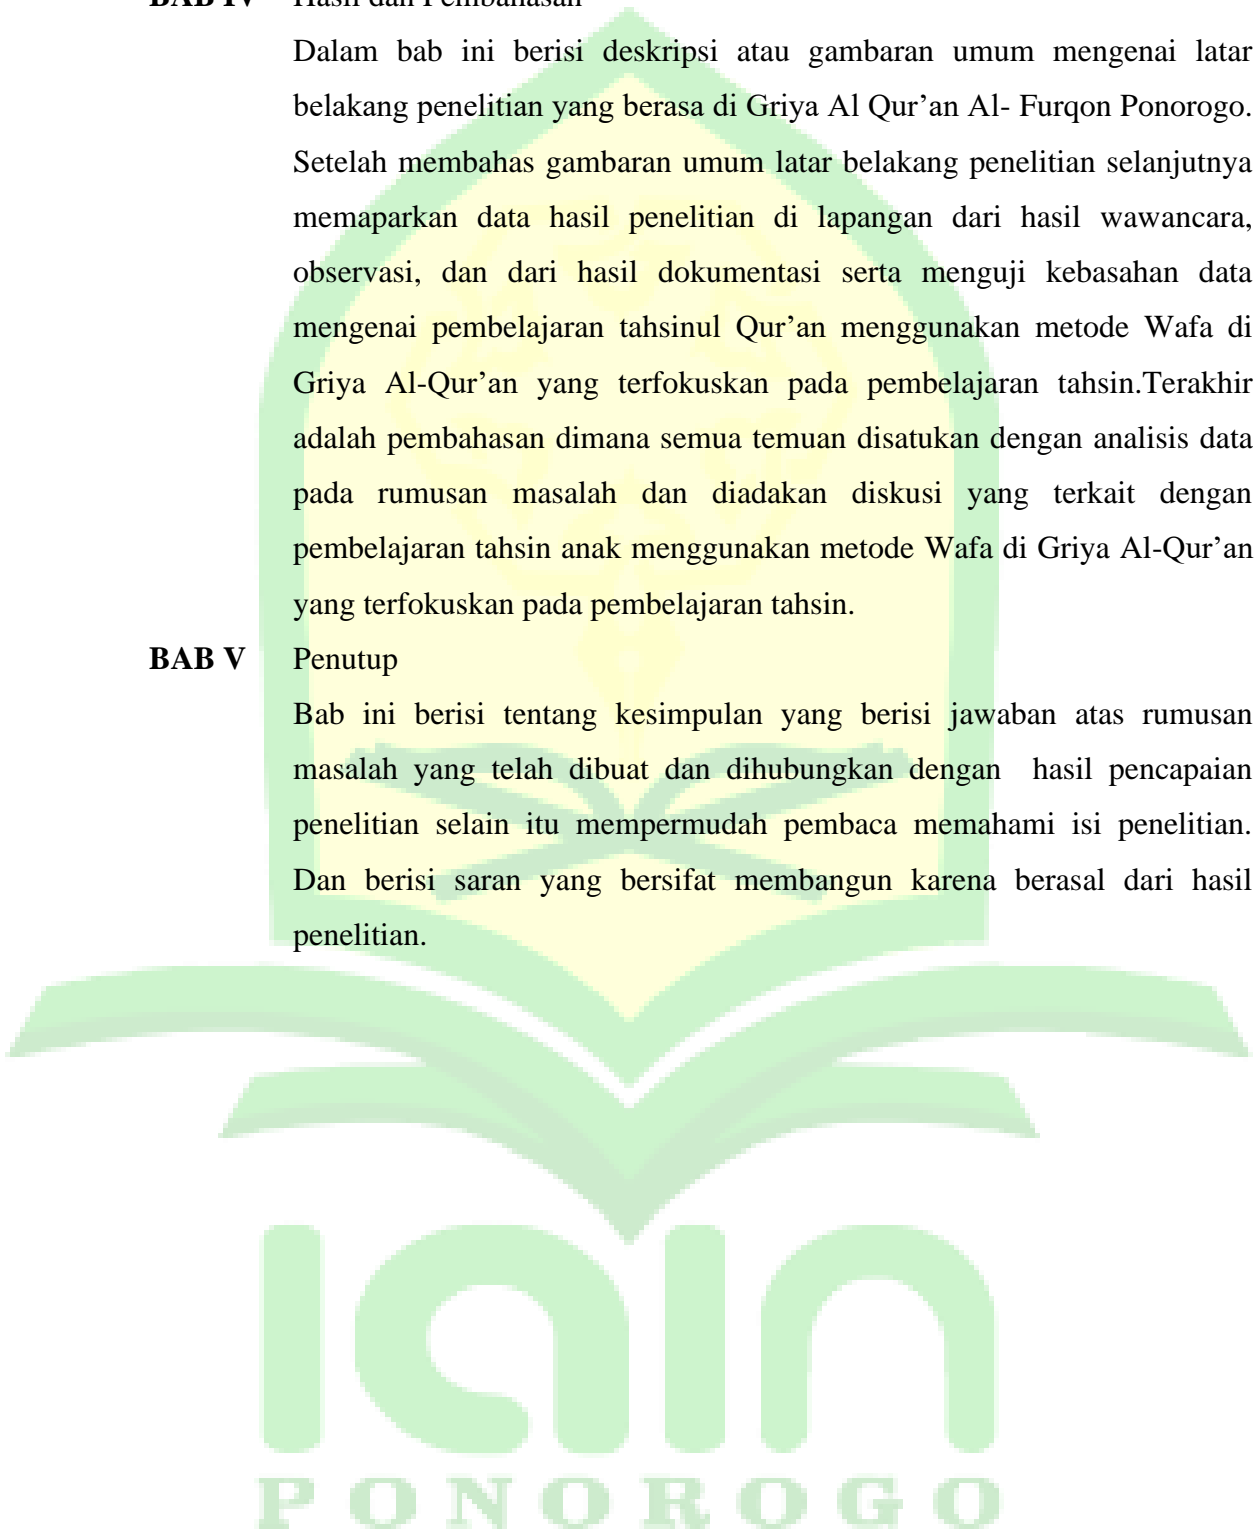 BAB IV Hasil dan Pembahasan
Dalam bab ini berisi deskripsi atau gambaran umum mengenai latar
belakang penelitian yang berasa di Griya Al Qur’an Al- Furqon Ponorogo.
Setelah membahas gambaran umum latar belakang penelitian selanjutnya
memaparkan data hasil penelitian di lapangan dari hasil wawancara,
observasi, dan dari hasil dokumentasi serta menguji kebasahan data
mengenai pembelajaran tahsinul Qur’an menggunakan metode Wafa di
Griya Al-Qur’an yang terfokuskan pada pembelajaran tahsin.Terakhir
adalah pembahasan dimana semua temuan disatukan dengan analisis data
pada rumusan masalah dan diadakan diskusi yang terkait dengan
pembelajaran tahsin anak menggunakan metode Wafa di Griya Al-Qur’an
yang terfokuskan pada pembelajaran tahsin.
BAB V Penutup
Bab ini berisi tentang kesimpulan yang berisi jawaban atas rumusan
masalah yang telah dibuat dan dihubungkan dengan hasil pencapaian
penelitian selain itu mempermudah pembaca memahami isi penelitian.
Dan berisi saran yang bersifat membangun karena berasal dari hasil
penelitian.
iain
PONOROGO